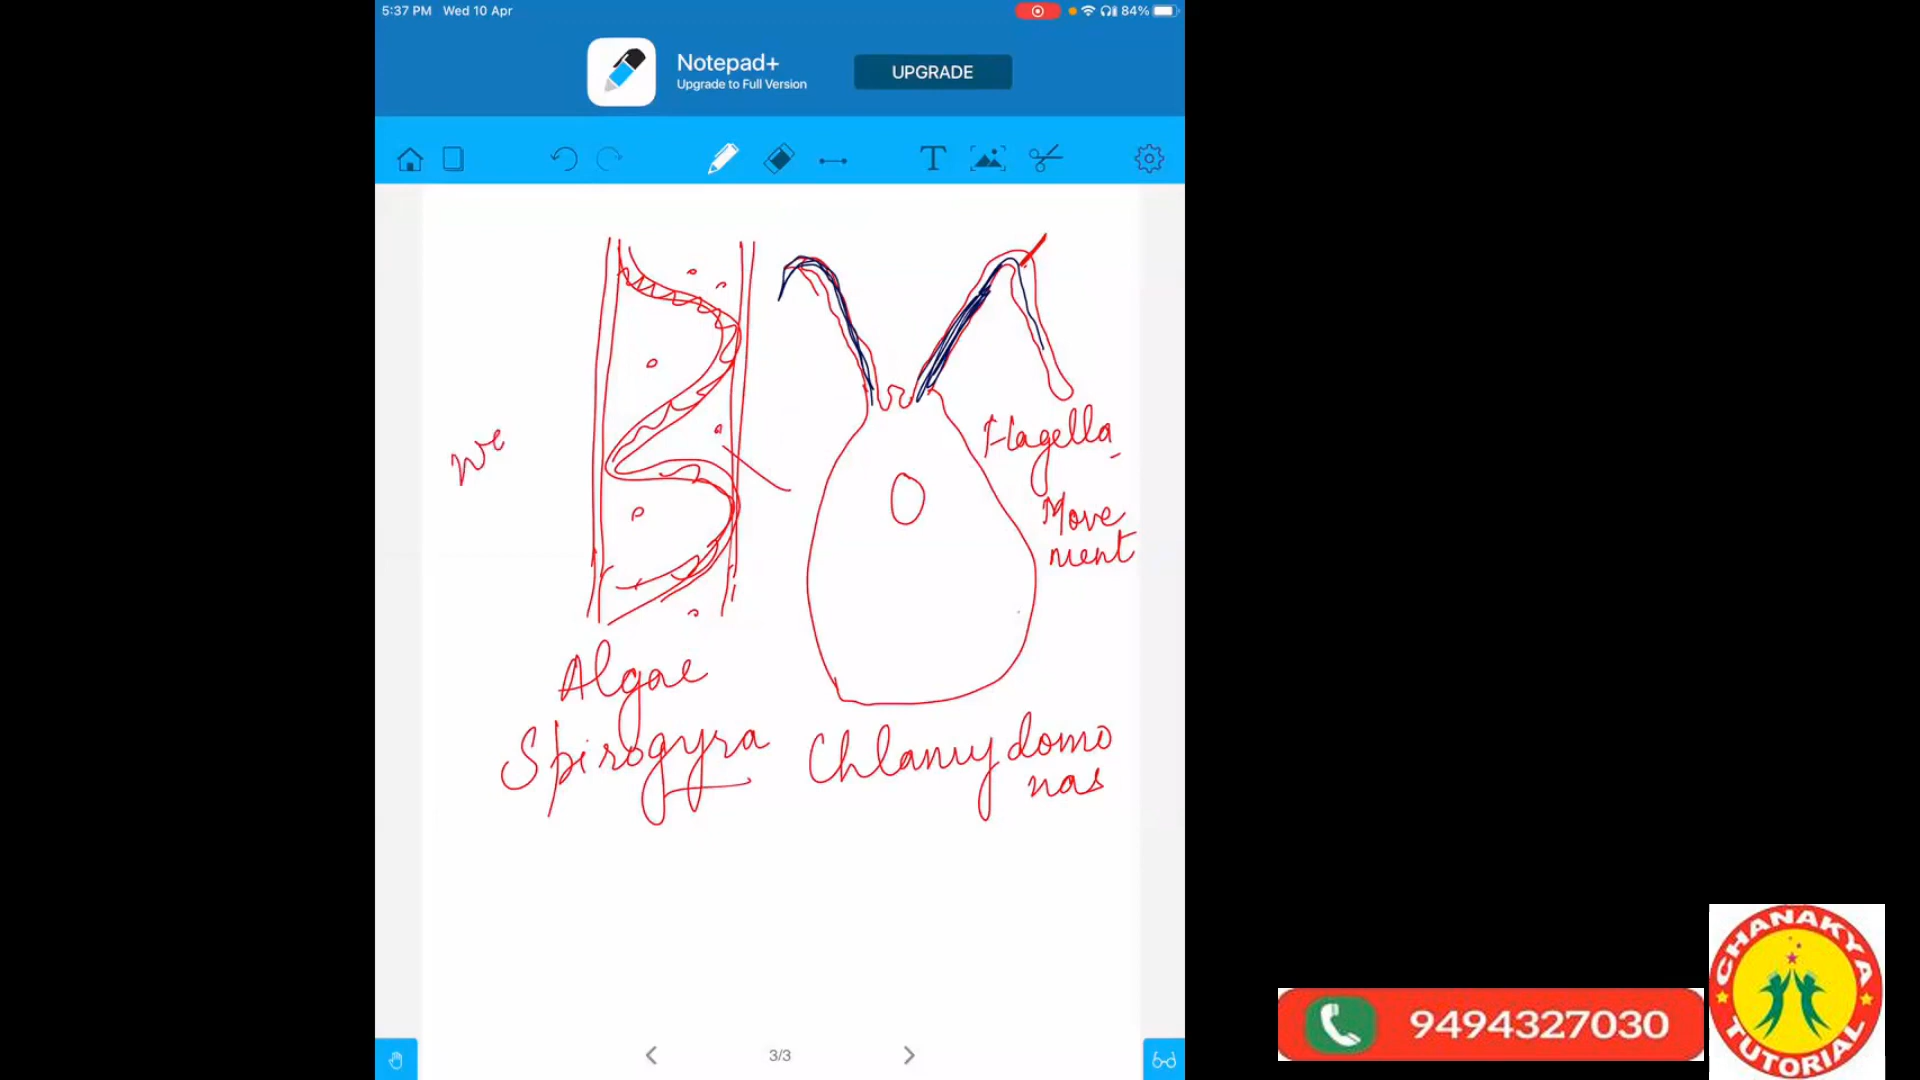 5:37 PM Wed 10 Apr
84%
Notepad+
Upgrade to Full Version
UPGRADE
T
we
Flagella
Move
ment
Algae
Spirogyra
Chlamydomo
nas
3/3
9494327030
CHANAKYA
TUTORIAL